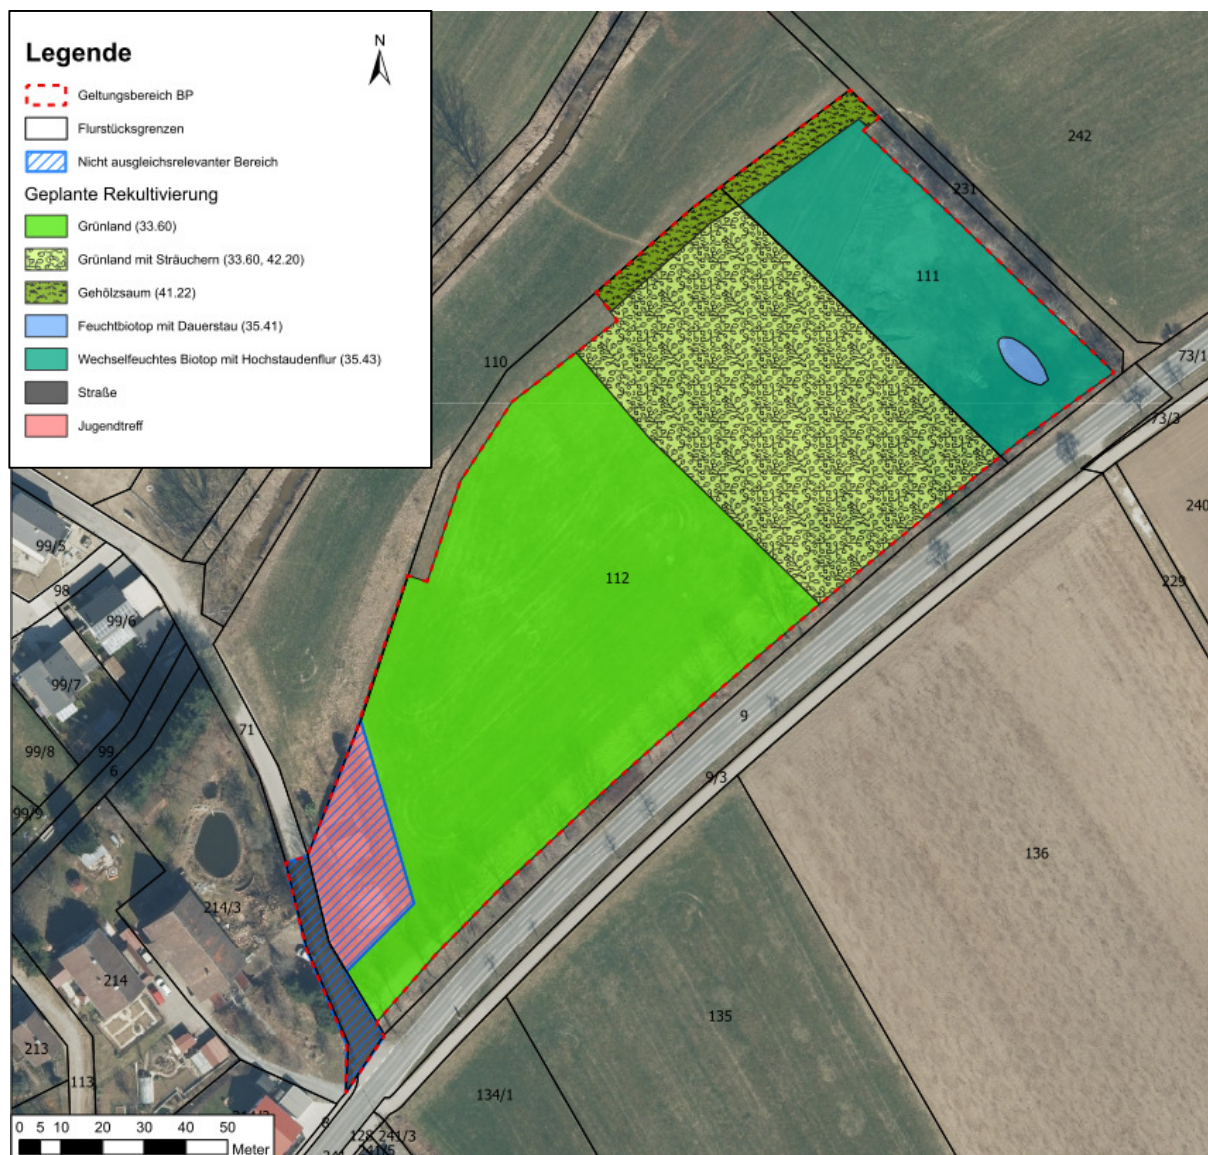 Legende
N
Geltungsbereich BP
Flurstücksgrenzen
Nicht ausgleichsrelevanter Bereich
Geplante Rekultivierung
Grünland (33.60)
Grünland mit Sträuchern (33.60, 42.20)
Gehölzsaum (41.22)
Feuchtbiotop mit Dauerstau (35.41)
Wechselfeuchtes Biotop mit Hochstaudenflur (35.43)
Straße
Jugendtreff
242
231
111
110
73/1
73/3
240
99/5
98
99/6
112
229
99/7
71
9
99/8
99
6
9/3
99/9
136
214/3
214
135
213
113
134/1
128 241/3
241/5
0 5 10 20 30 40 50
Meter